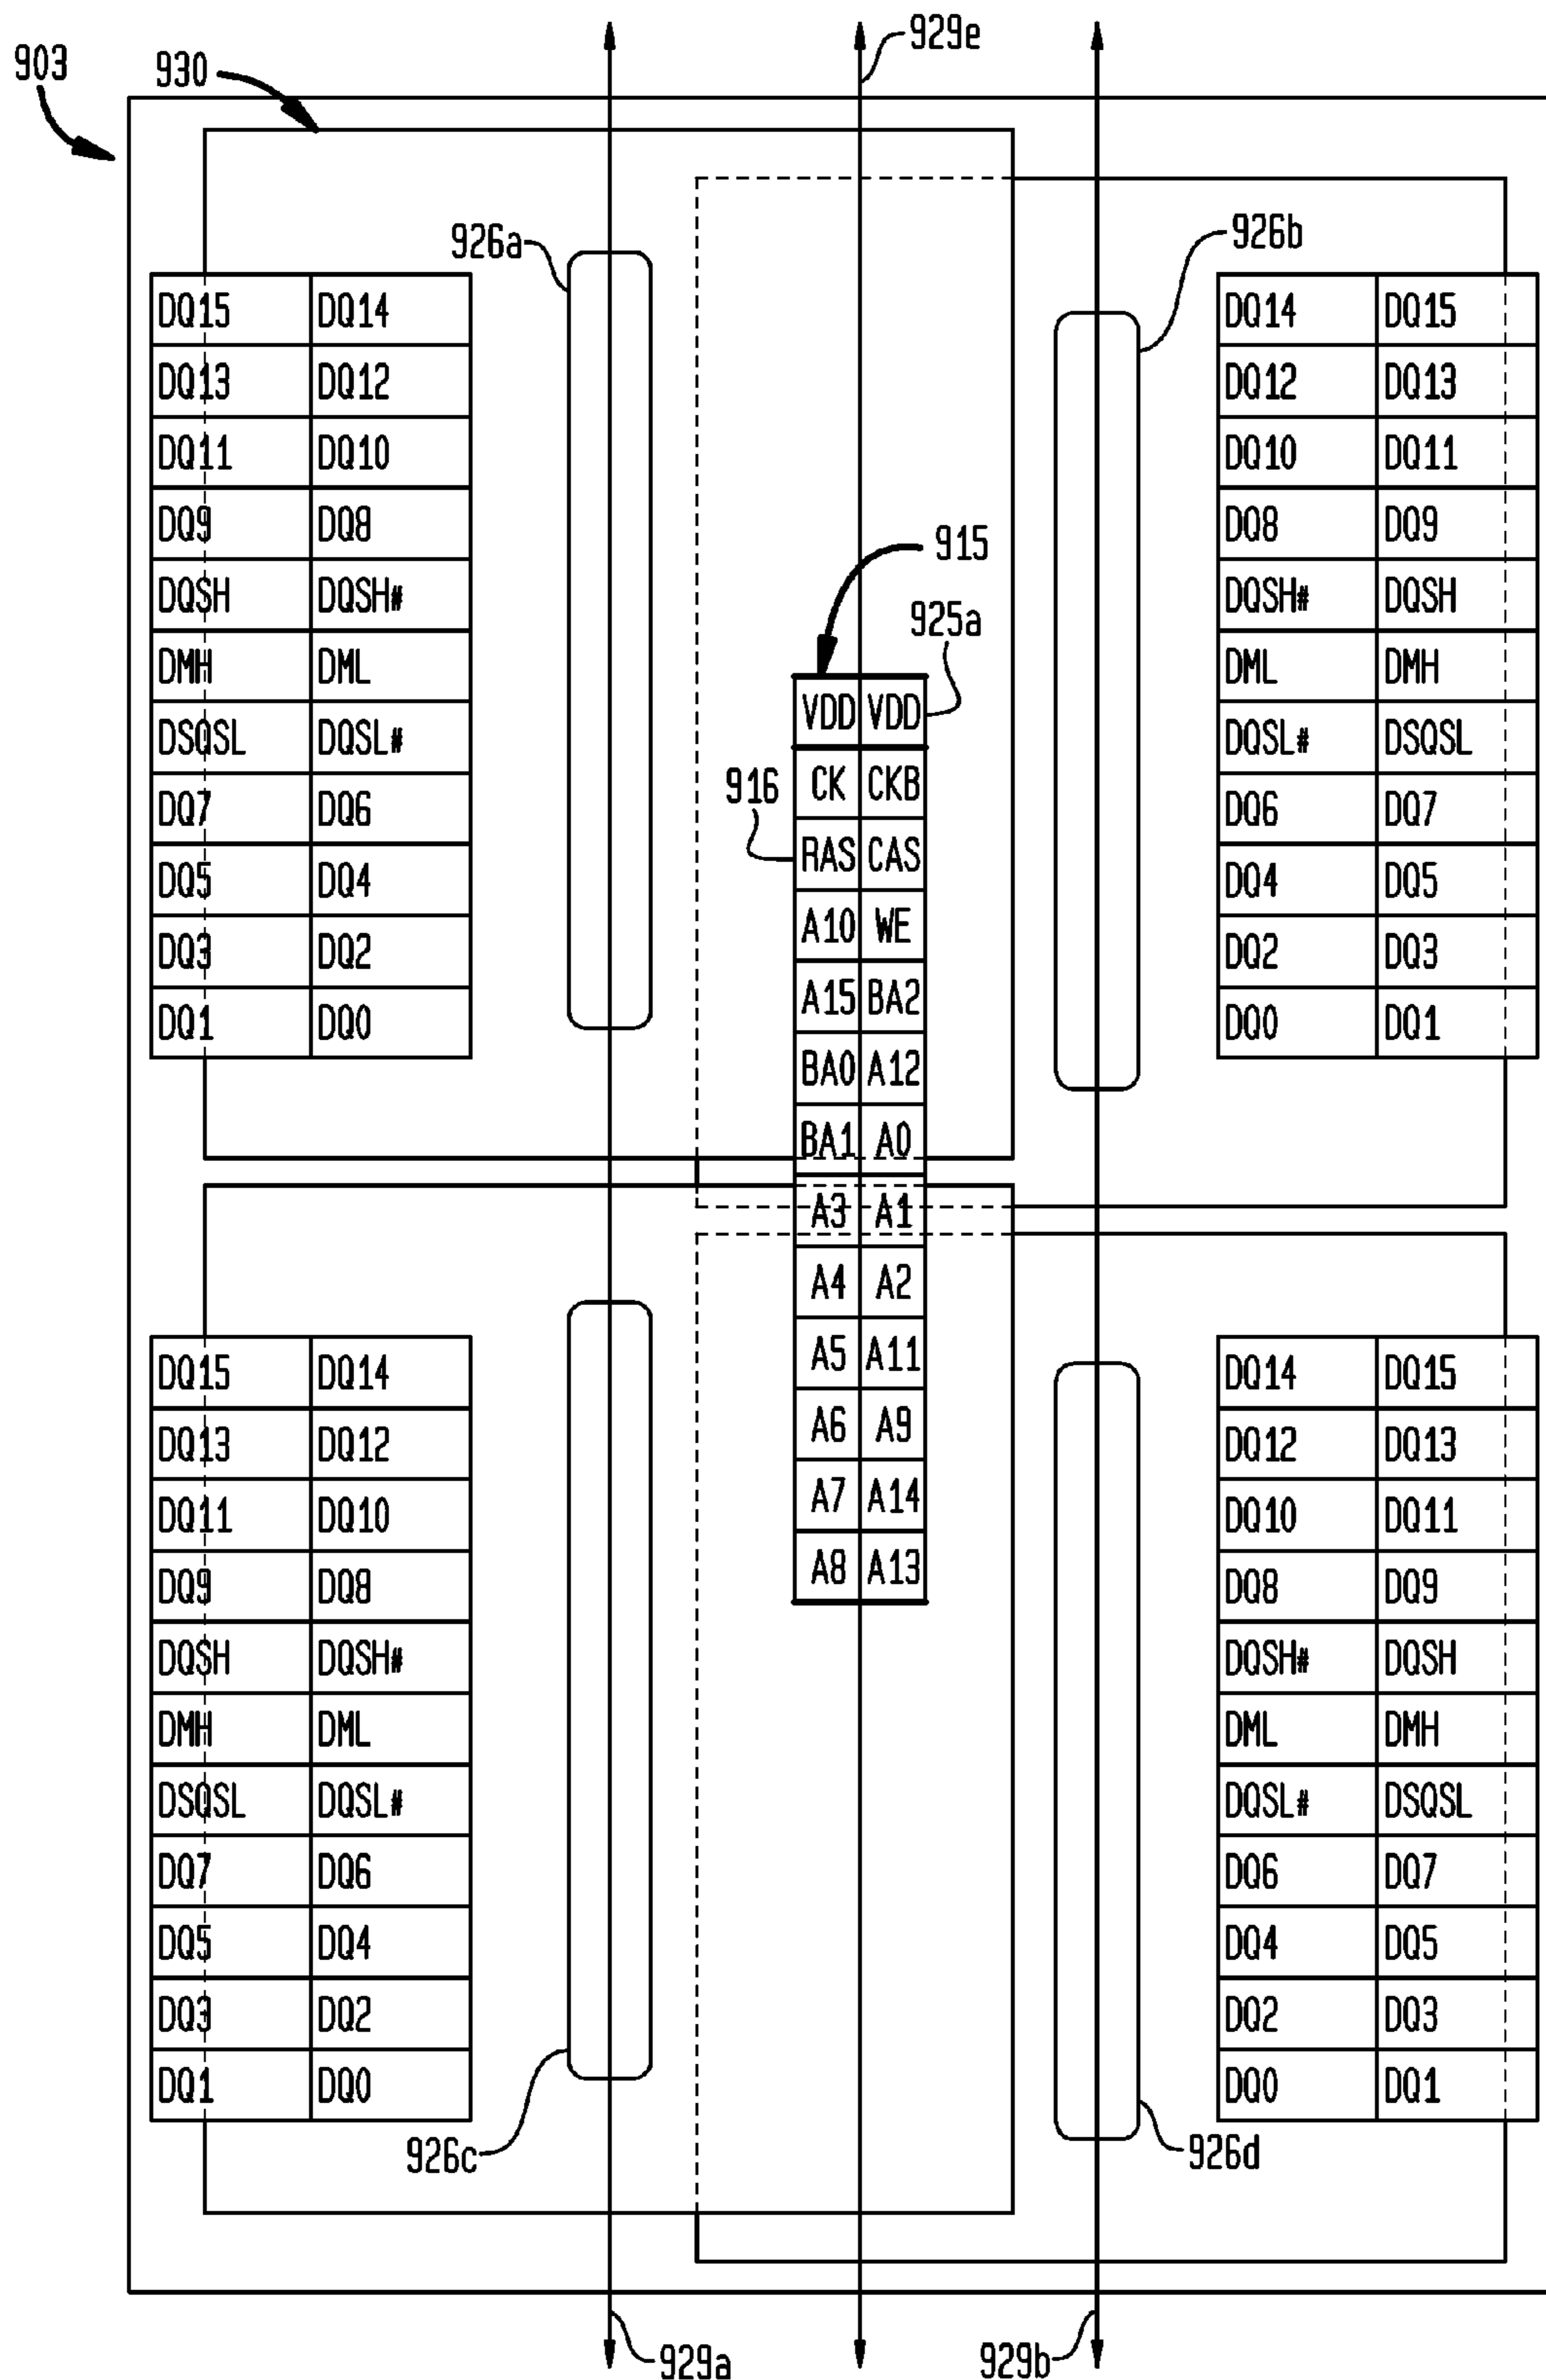 929e
903
930
926a
926b
DQ15 DQ14
DQ13 DQ12
DQ11 DQ10
DQ9 DQ8
DQSH DQSH#
DMH DML
DSQSL DQSL#
DQ7 DQ6
DQ5 DQ4
DQ3 DQ2
DQ1 DQ0
DQ14 DQ15
DQ12 DQ13
DQ10 DQ11
DQ8 DQ9
DQSH# DQSH
DML DMH
DQSL# DSQSL
DQ6 DQ7
DQ4 DQ5
DQ2 DQ3
DQ0 DQ1
915
925a
916
VDD VDD
CK CKB
RAS CAS
A10 WE
A15 BA2
BA0 A12
BA1 A0
A3 A1
A4 A2
A5 A11
A6 A9
A7 A14
A8 A13
DQ15 DQ14
DQ13 DQ12
DQ11 DQ10
DQ9 DQ8
DQSH DQSH#
DMH DML
DSQSL DQSL#
DQ7 DQ6
DQ5 DQ4
DQ3 DQ2
DQ1 DQ0
DQ14 DQ15
DQ12 DQ13
DQ10 DQ11
DQ8 DQ9
DQSH# DQSH
DML DMH
DQSL# DSQSL
DQ6 DQ7
DQ4 DQ5
DQ2 DQ3
DQ0 DQ1
926c
926d
929a
929b